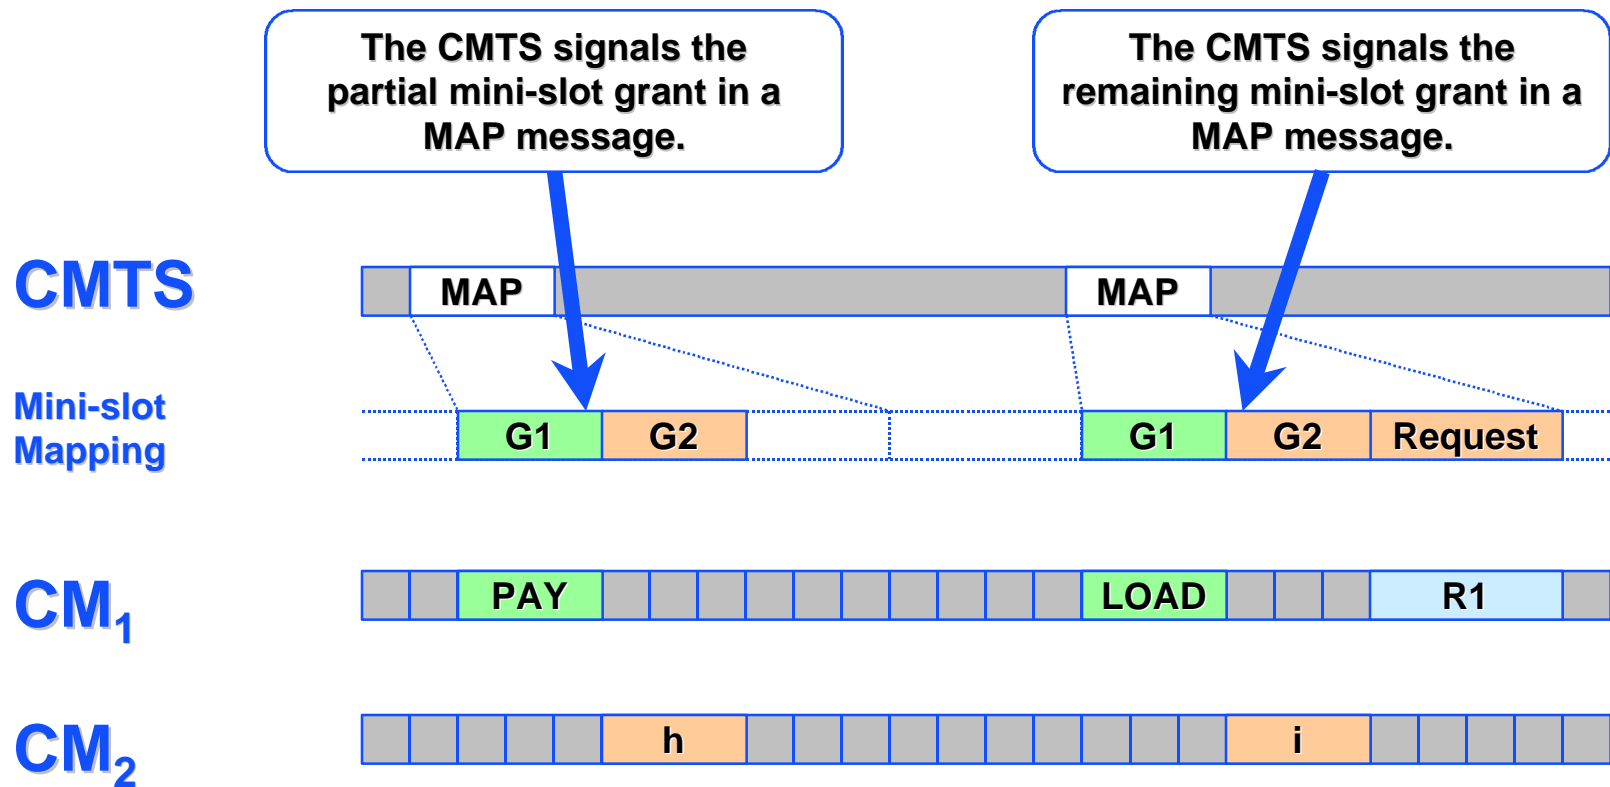 The CMTS signals the
partial mini-slot grant in a
MAP message.
The CMTS signals the
remaining mini-slot grant in a
MAP message.
CMTS
MAP
MAP
Mini-slot
Mapping
G1
G2
G1
G2
Request
CM1
PAY
LOAD
R1
CM2
h
i